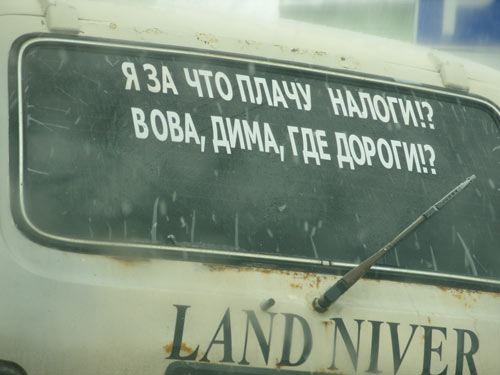 Я ЗА ЧТО ПЛАЧУ НАЛОГИ!?
ВОВА, ДИМА, ГДЕ ДОРОГИ!?
LAND NIVER